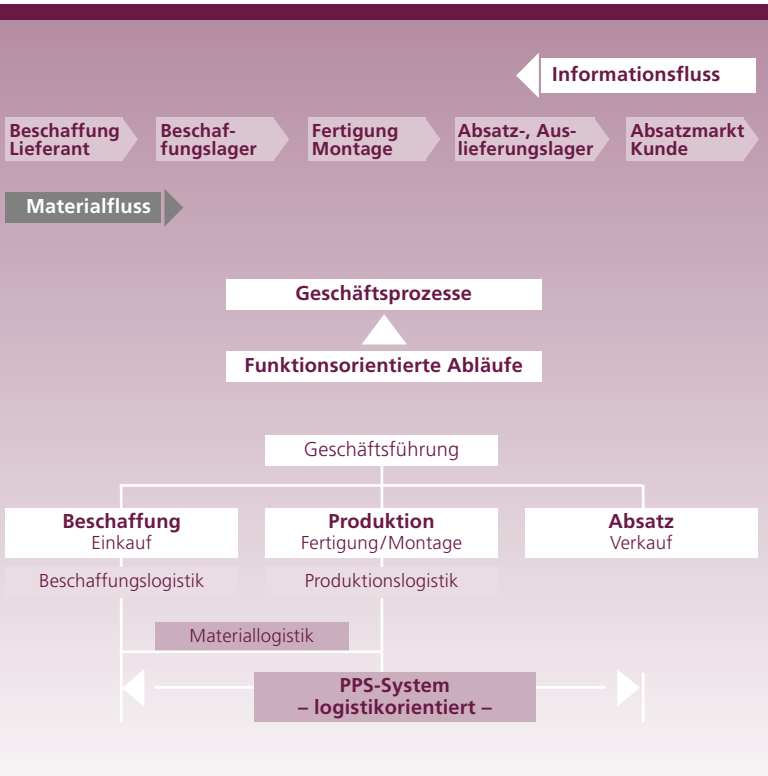 Informationsfluss
Beschaffung
Lieferant
Beschaf-
fungslager
Fertigung
Montage
Absatz-, Aus-
lieferungslager
Absatzmarkt
Kunde
Materialfluss
Geschäftsprozesse
Funktionsorientierte Abläufe
Geschäftsführung
Beschaffung
Einkauf
Produktion
Fertigung/Montage
Absatz
Verkauf
Beschaffungslogistik
Produktionslogistik
Materiallogistik
PPS-System
– logistikorientiert –